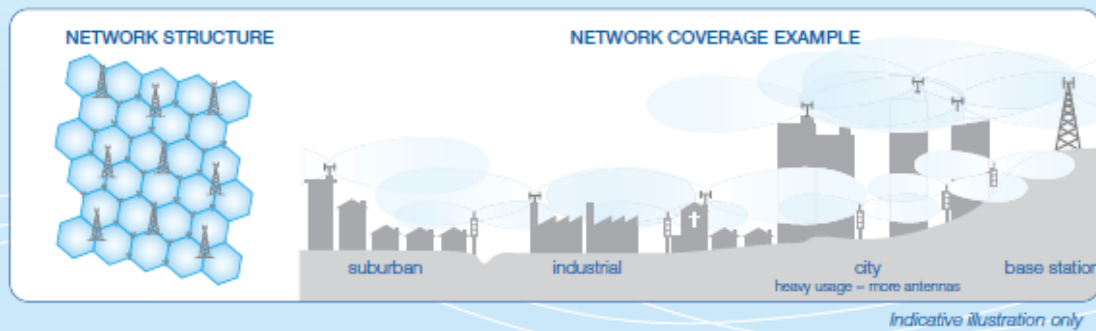 NETWORK STRUCTURE
NETWORK COVERAGE EXAMPLE
suburban
industrial
city
heavy usage – more antennas
base station
Indicative illustration only